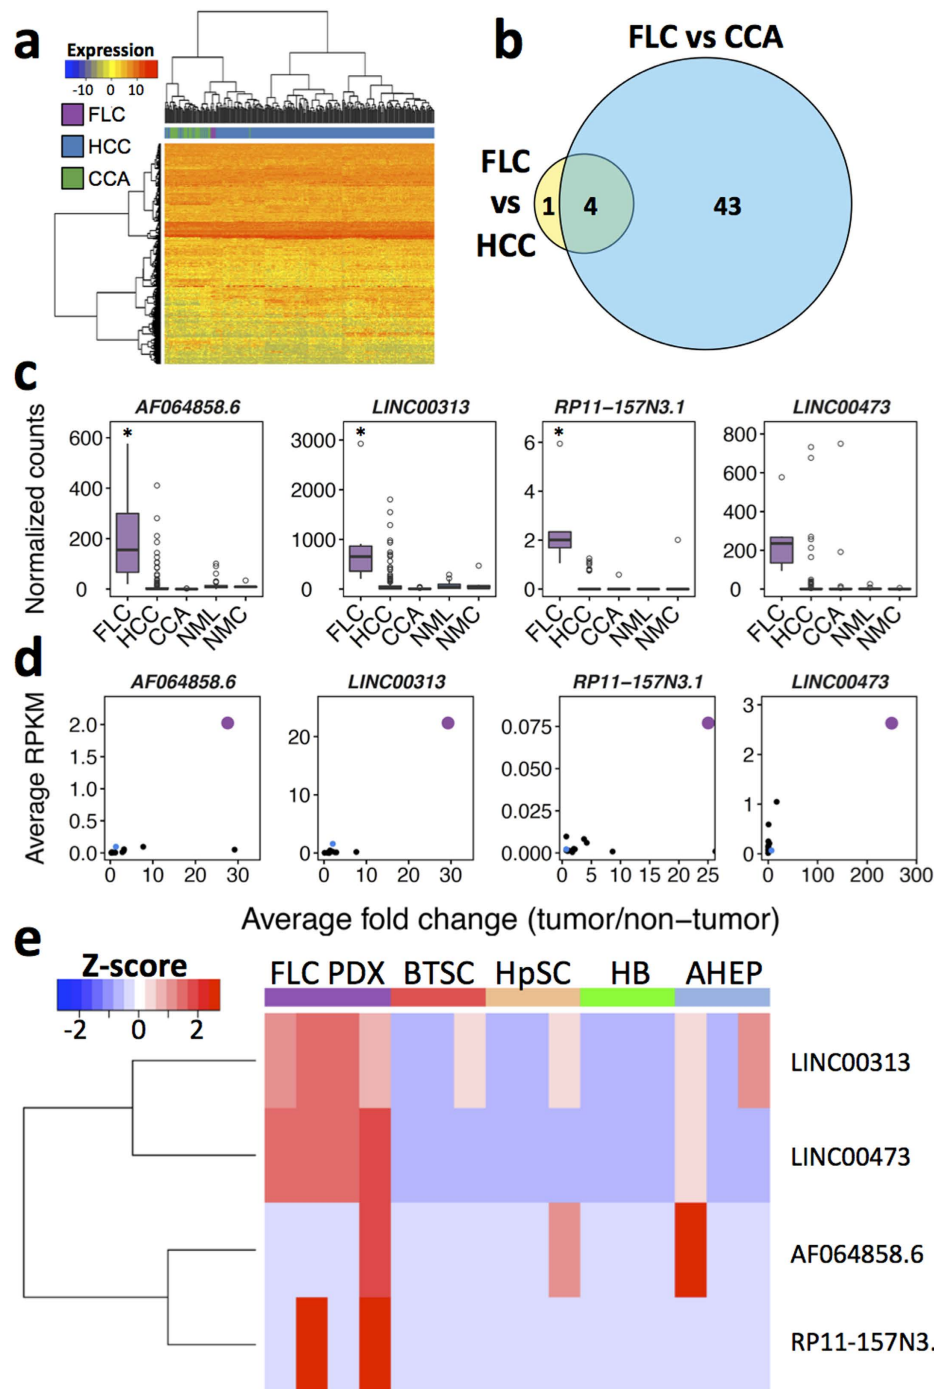 a
Expression
-10 0 10
FLC
HCC
CCA
b
FLC vs CCA
FLC
vs
HCC
1 4 43
c
Normalized counts
AF064858.6
600
400
200
0
*
FLC HCC CCA NML NMC
LINC00313
3000
2000
1000
0
*
FLC HCC CCA NML NMC
RP11−157N3.1
6
4
2
0
*
FLC HCC CCA NML NMC
LINC00473
800
600
400
200
0
FLC HCC CCA NML NMC
d
Average RPKM
AF064858.6
2.0
1.5
1.0
0.5
0.0
0 10 20 30
LINC00313
20
10
0
0 10 20 30
RP11−157N3.1
0.075
0.050
0.025
0.000
0 5 10 15 20 25
LINC00473
3
2
1
0
0 100 200 300
Average fold change (tumor/non−tumor)
e
Z-score
-2 0 2
FLC PDX BTSC HpSC HB AHEP
LINC00313
LINC00473
AF064858.6
RP11-157N3.